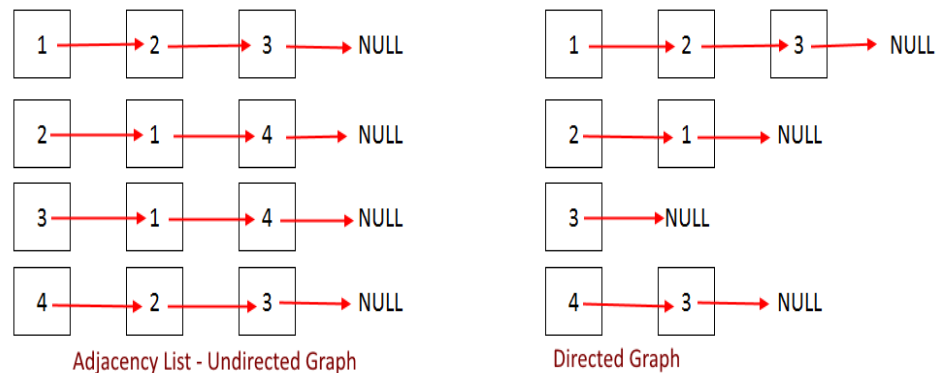 1 2 3 NULL
2 1 4 NULL
3 1 4 NULL
4 2 3 NULL
Adjacency List - Undirected Graph
1 2 3 NULL
2 1 NULL
3 NULL
4 3 NULL
Directed Graph